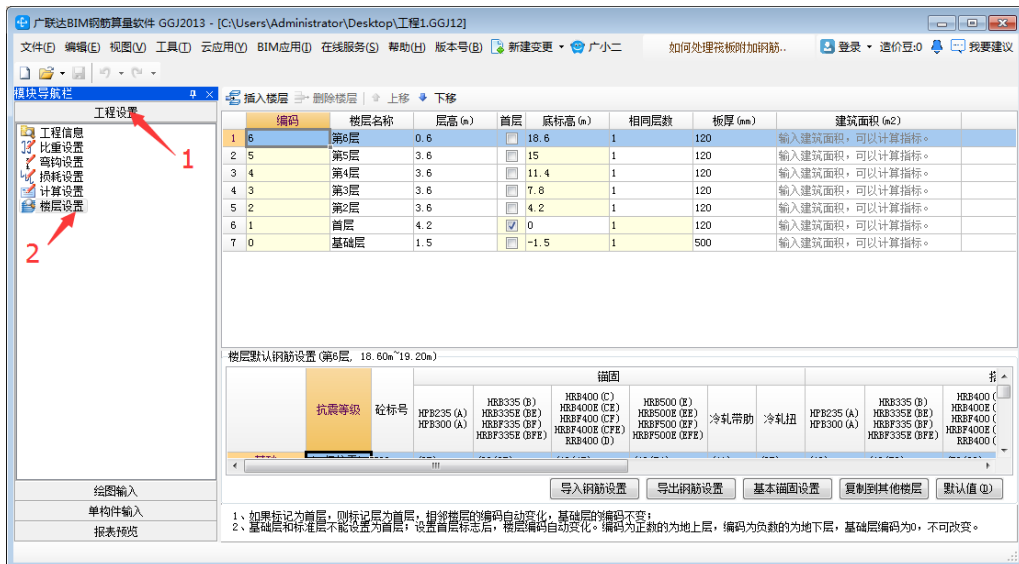 广联达BIM钢筋算量软件 GGJ2013 - [C:\Users\Administrator\Desktop\工程1.GGJ12]
文件(F) 编辑(E) 视图(V) 工具(T) 云应用(Y) BIM应用(I) 在线服务(S) 帮助(H) 版本号(B) 新建变更 广小二 如何处理筏板附加钢筋.. 登录 造价豆:0 我要建议
模块导航栏
工程设置
工程信息
比重设置
弯钩设置
损耗设置
计算设置
楼层设置
1
2
绘图输入
单构件输入
报表预览
插入楼层 删除楼层 上移 下移
编码 楼层名称 层高(m) 首层 底标高(m) 相同层数 板厚(mm) 建筑面积(m2)
1 6 第6层 0.6 18.6 1 120 输入建筑面积，可以计算指标。
2 5 第5层 3.6 15 1 120 输入建筑面积，可以计算指标。
3 4 第4层 3.6 11.4 1 120 输入建筑面积，可以计算指标。
4 3 第3层 3.6 7.8 1 120 输入建筑面积，可以计算指标。
5 2 第2层 3.6 4.2 1 120 输入建筑面积，可以计算指标。
6 1 首层 4.2 0 1 120 输入建筑面积，可以计算指标。
7 0 基础层 1.5 -1.5 1 500 输入建筑面积，可以计算指标。
楼层默认钢筋设置(第6层, 18.60m~19.20m)
锚固
抗震等级 砼标号 HPB235(A) HRB335(B) HRB400(C) HRB500(E) 冷轧带肋 冷轧扭 HPB235(A) HRB335(B) HRB400(
HPB300(A) HRB335E(BE) HRB400E(CE) HRB500E(EE) HPB300(A) HRB335E(BE) HRB400E(
HRBF335(BF) HRBF400(CF) HRBF500(EF) HRBF335(BF) HRBF400(
HRBF335E(BFE) HRBF400E(CFE) HRBF500E(EFE) HRBF335E(BFE) HRBF400E(
RRB400(D) RRB400(
导入钢筋设置 导出钢筋设置 基本锚固设置 复制到其他楼层 默认值(D)
1、如果标记为首层，则标记层为首层，相邻楼层的编码自动变化，基础层的编码不变；
2、基础层和标准层不能设置为首层；设置首层标志后，楼层编码自动变化。编码为正数的为地上层，编码为负数的为地下层，基础层编码为0，不可改变。